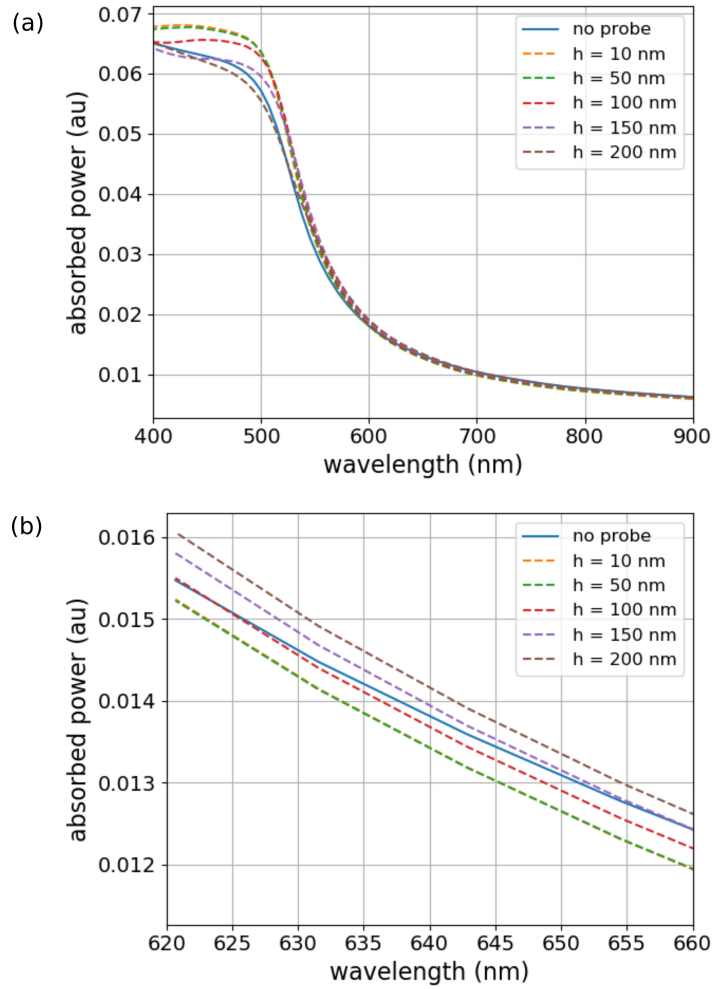 (a)
0.07
0.06
0.05
0.04
0.03
0.02
0.01
absorbed power (au)
no probe
h = 10 nm
h = 50 nm
h = 100 nm
h = 150 nm
h = 200 nm
400 500 600 700 800 900
wavelength (nm)
(b)
0.016
0.015
0.014
0.013
0.012
absorbed power (au)
no probe
h = 10 nm
h = 50 nm
h = 100 nm
h = 150 nm
h = 200 nm
620 625 630 635 640 645 650 655 660
wavelength (nm)